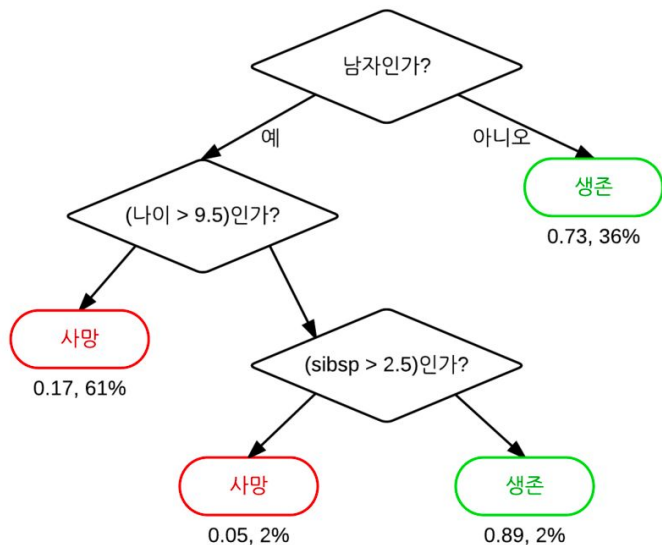 남자인가?
예
아니오
생존
0.73, 36%
(나이 > 9.5)인가?
사망
0.17, 61%
(sibsp > 2.5)인가?
사망
0.05, 2%
생존
0.89, 2%